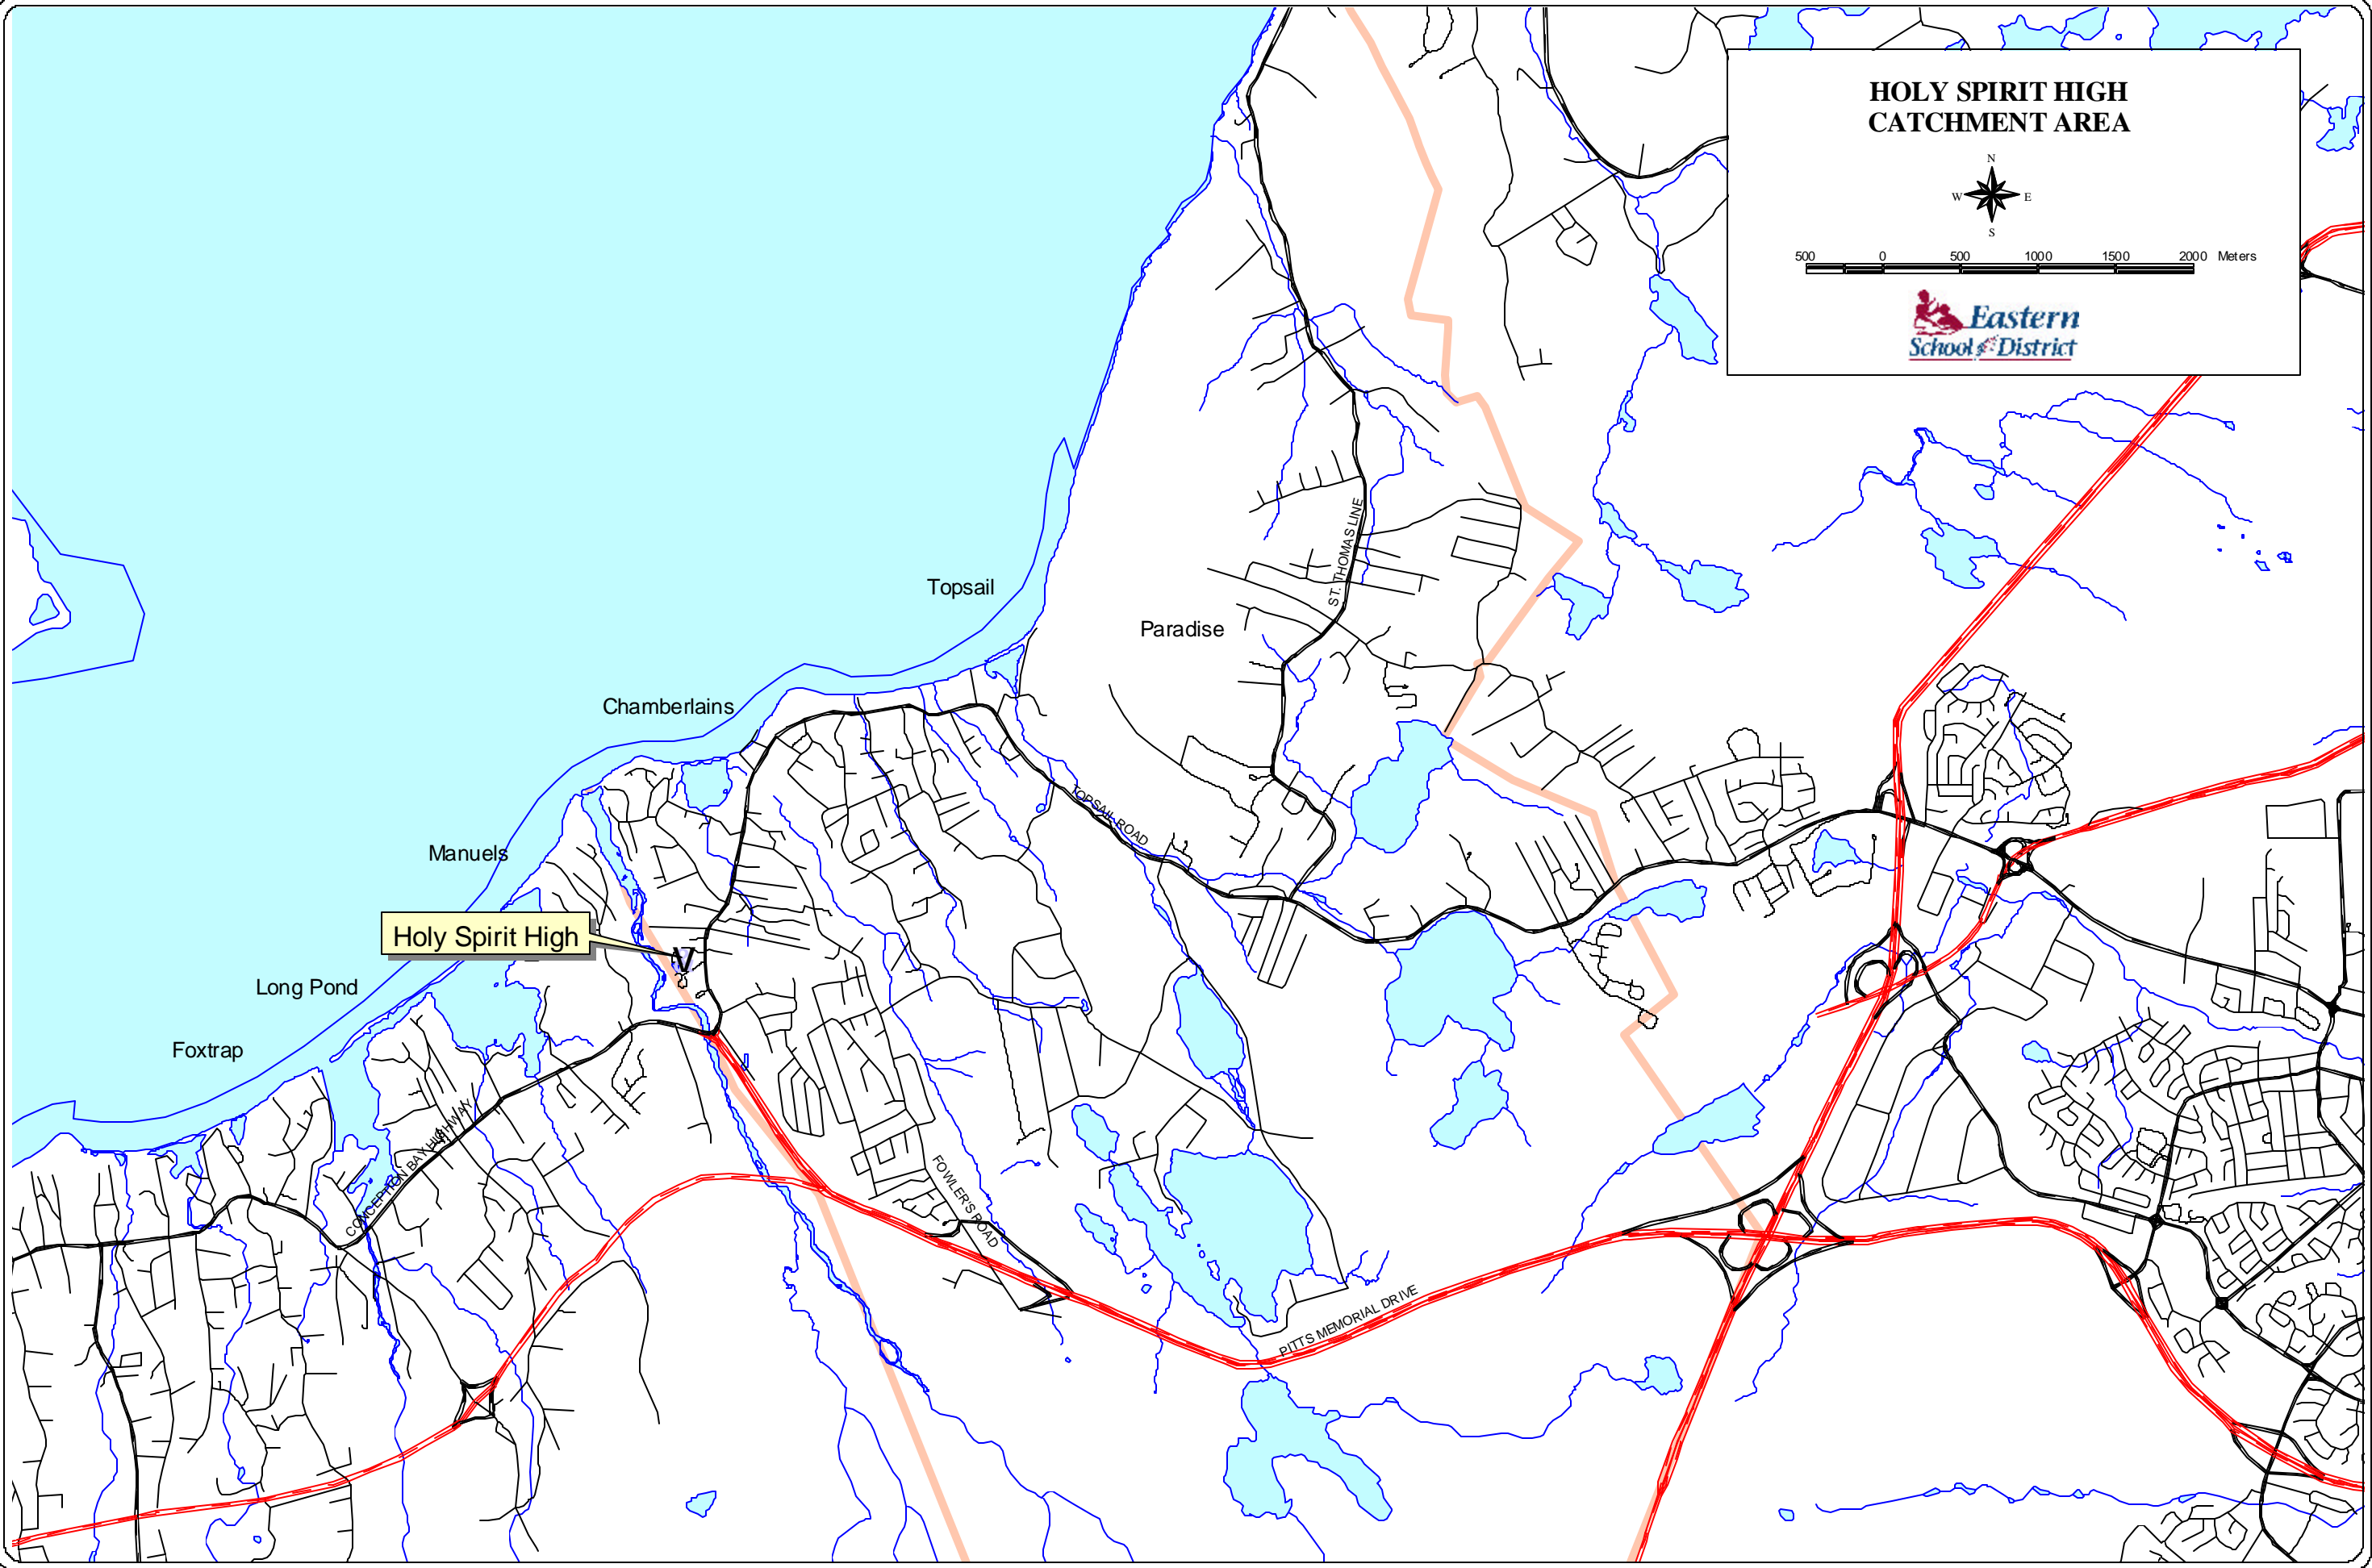 HOLY SPIRIT HIGH
CATCHMENT AREA
N
W E
S
500 0 500 1000 1500 2000 Meters
Eastern
School District
ST. THOMAS LINE
Topsail
Paradise
Chamberlains
TOPSAIL ROAD
Manuels
Holy Spirit High
Long Pond
Foxtrap
CONCEPTION BAY HIGHWAY
FOWLER'S ROAD
PITTS MEMORIAL DRIVE